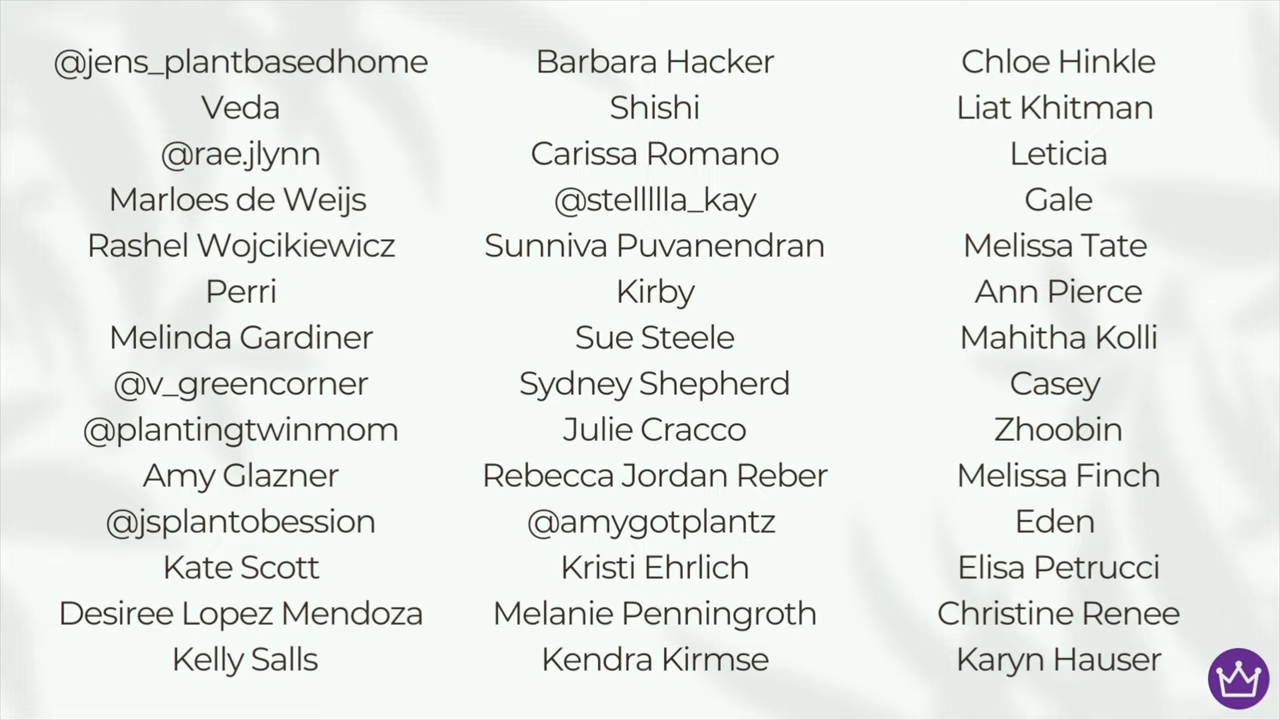 @jens_plantbasedhome
Veda
@rae.jlynn
Marloes de Weijs
Rashel Wojcikiewicz
Perri
Melinda Gardiner
@v_greencorner
@plantingtwinmom
Amy Glazner
@jsplantobession
Kate Scott
Desiree Lopez Mendoza
Kelly Salls
Barbara Hacker
Shishi
Carissa Romano
@stellllla_kay
Sunniva Puvanendran
Kirby
Sue Steele
Sydney Shepherd
Julie Cracco
Rebecca Jordan Reber
@amygotplantz
Kristi Ehrlich
Melanie Penningroth
Kendra Kirmse
Chloe Hinkle
Liat Khitman
Leticia
Gale
Melissa Tate
Ann Pierce
Mahitha Kolli
Casey
Zhoobin
Melissa Finch
Eden
Elisa Petrucci
Christine Renee
Karyn Hauser